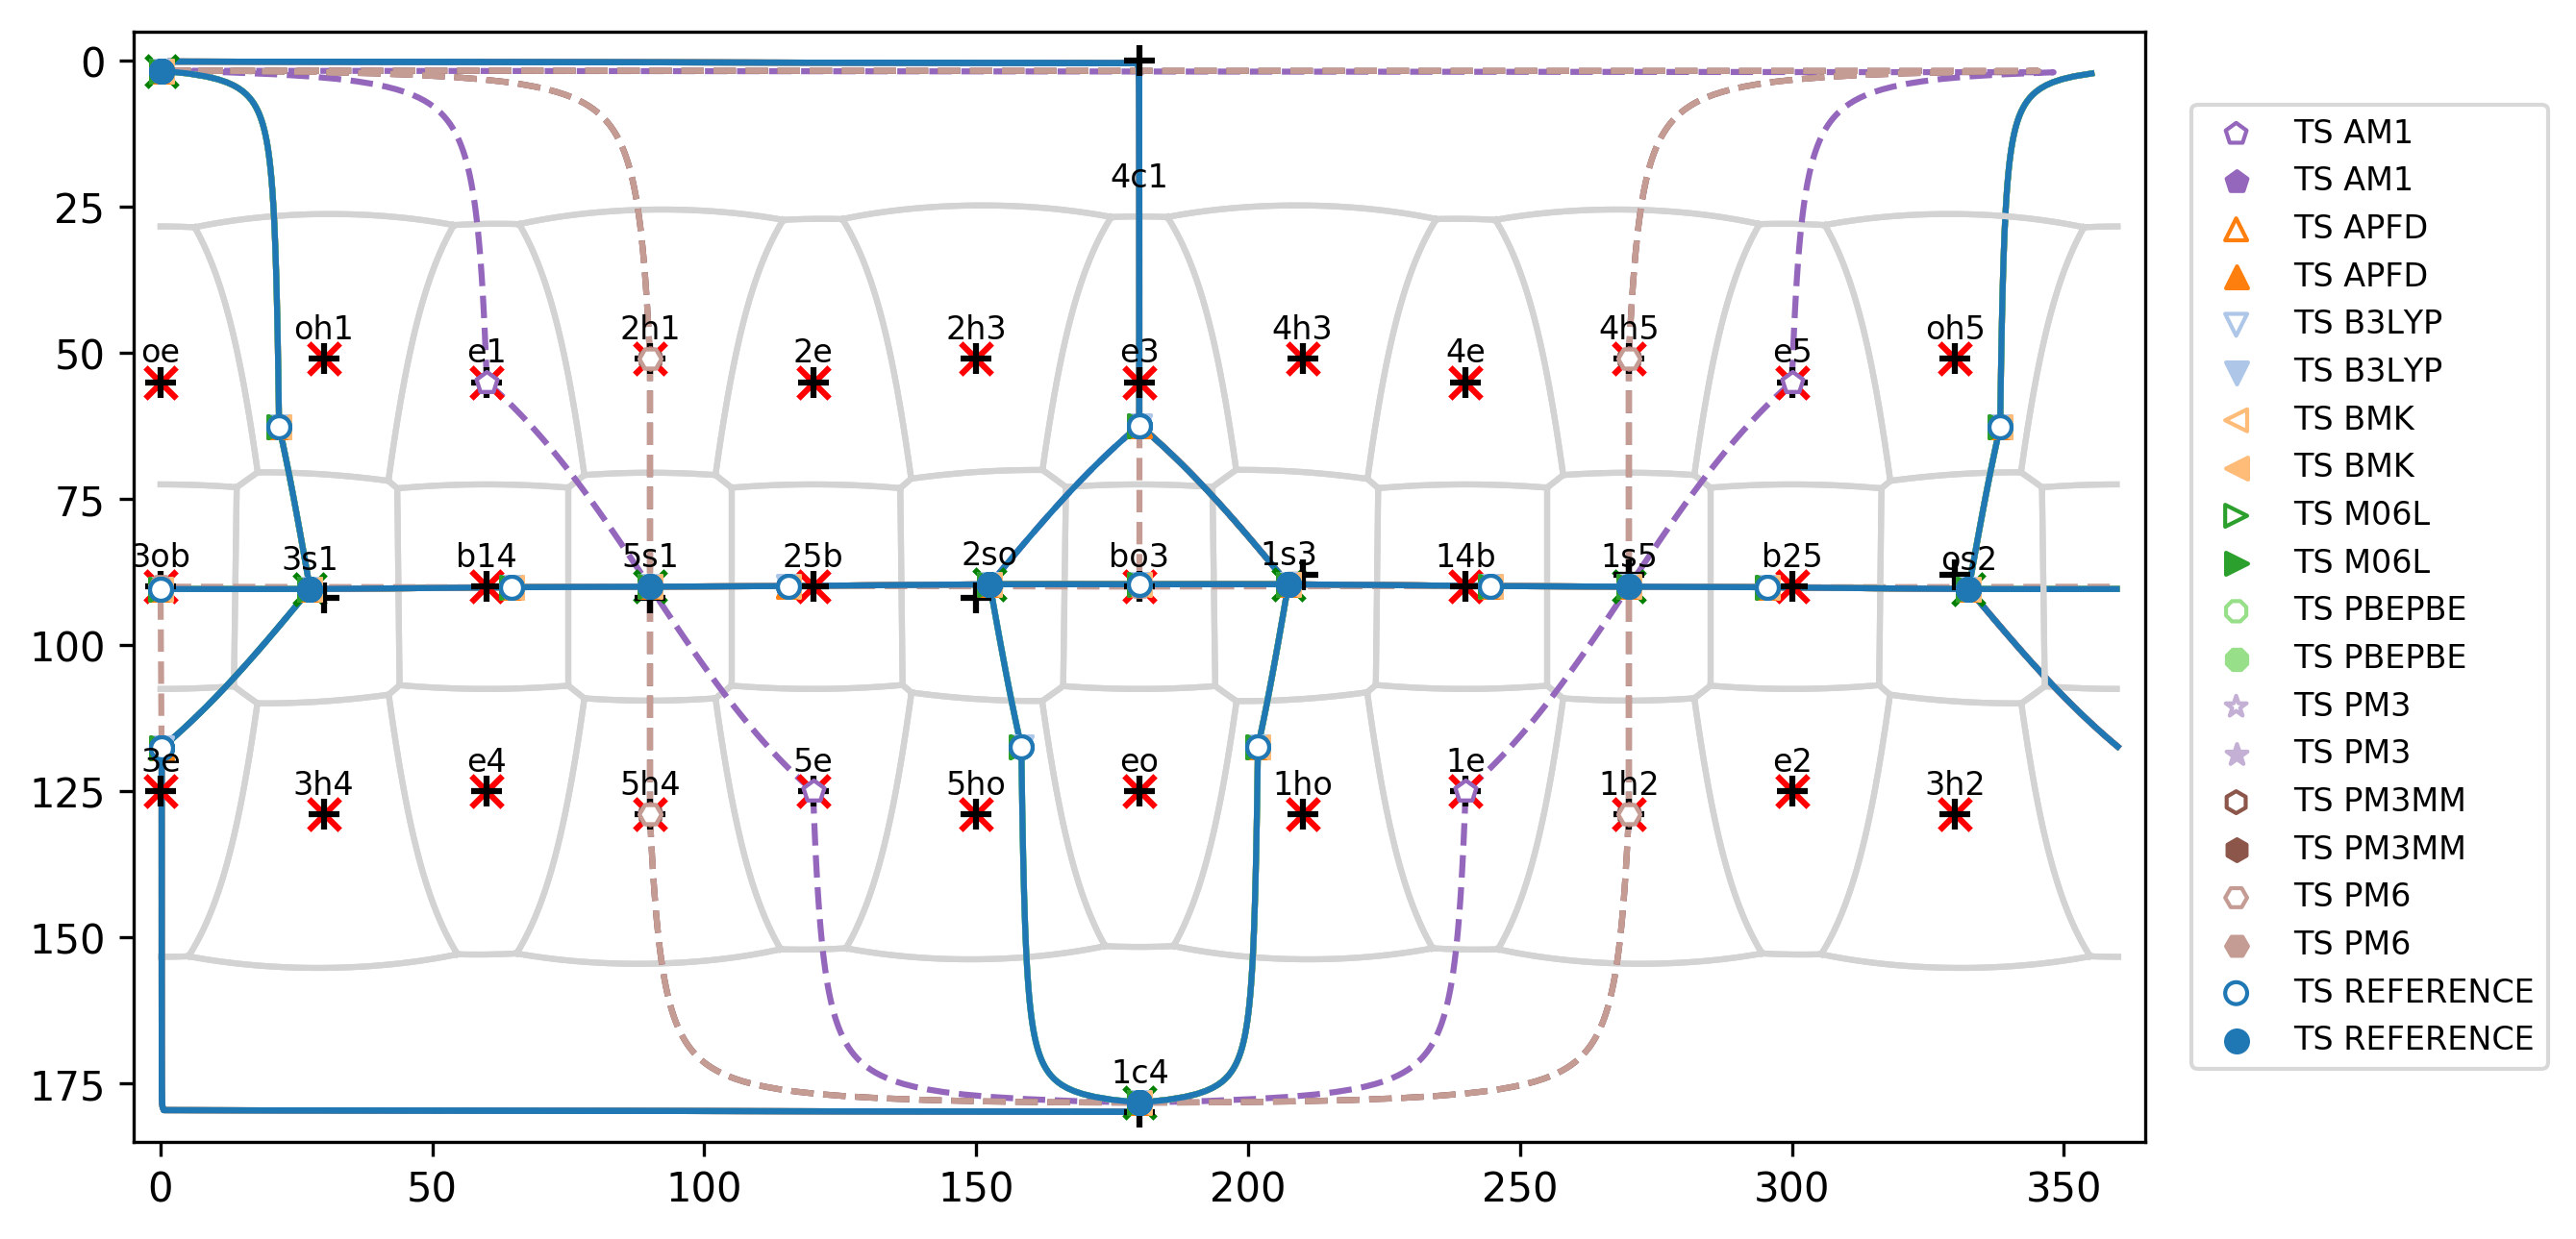 0
4c1
25
oh1 2h1 2h3 4h3 4h5 oh5
50
oe e1 2e e3 4e e5
75
3ob 3s1 b14 5s1 25b 2so bo3 1s3 14b 1s5 b25 os2
100
3e e4 5e eo 1e e2
125
3h4 5h4 5ho 1ho 1h2 3h2
150
1c4
175
0 50 100 150 200 250 300 350
TS AM1
TS AM1
TS APFD
TS APFD
TS B3LYP
TS B3LYP
TS BMK
TS BMK
TS M06L
TS M06L
TS PBEPBE
TS PBEPBE
TS PM3
TS PM3
TS PM3MM
TS PM3MM
TS PM6
TS PM6
TS REFERENCE
TS REFERENCE